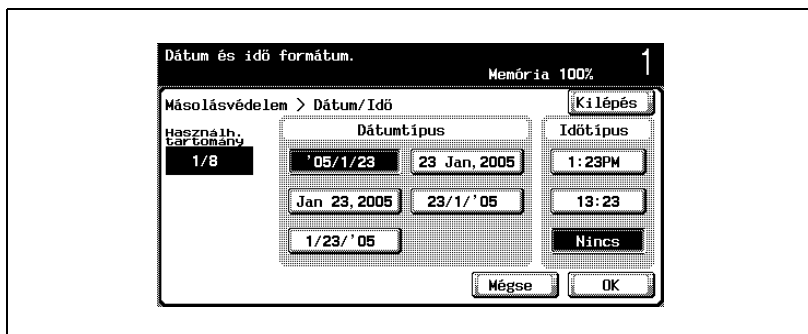 Dátum és idő formátum.
Memória 100% 1
Másolásvédelem > Dátum/Idő Kilépés
Használh. tartomány
1/8
Dátumtípus Időtípus
'05/1/23 23 Jan,2005 1:23PM
Jan 23,2005 23/1/'05 13:23
1/23/'05 Nincs
Mégse OK